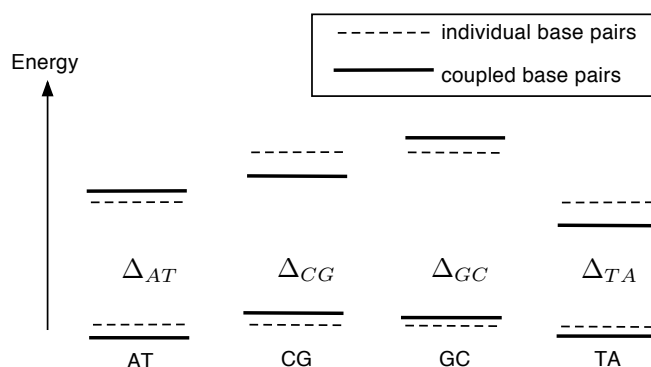 individual base pairs
coupled base pairs
Energy
Δ_AT Δ_CG Δ_GC Δ_TA
AT CG GC TA